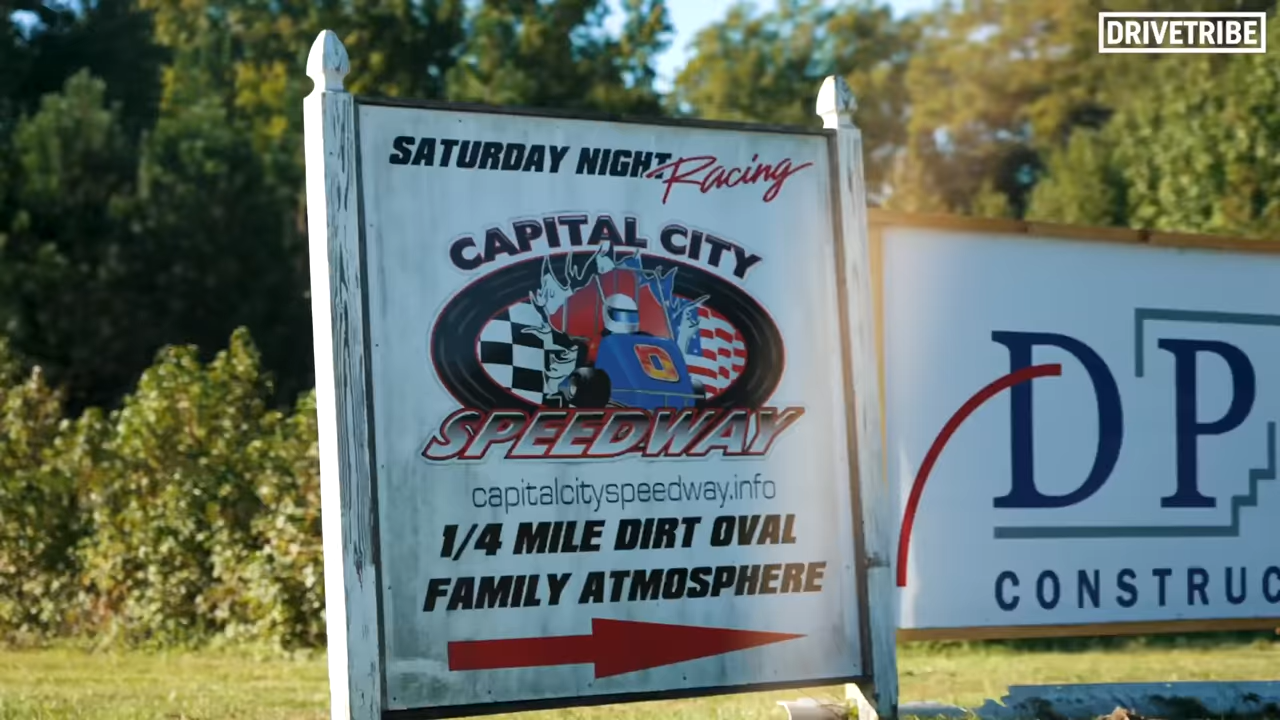 DRIVETRIBE
SATURDAY NIGHT Racing
CAPITAL CITY
SPEEDWAY
capitalcityspeedway.info
1/4 MILE DIRT OVAL
FAMILY ATMOSPHERE
DP
CONSTRUC